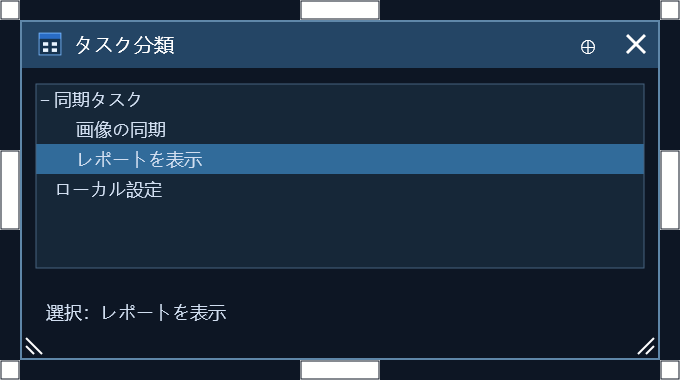 タスク分類
− 同期タスク
画像の同期
レポートを表示
ローカル設定
選択: レポートを表示